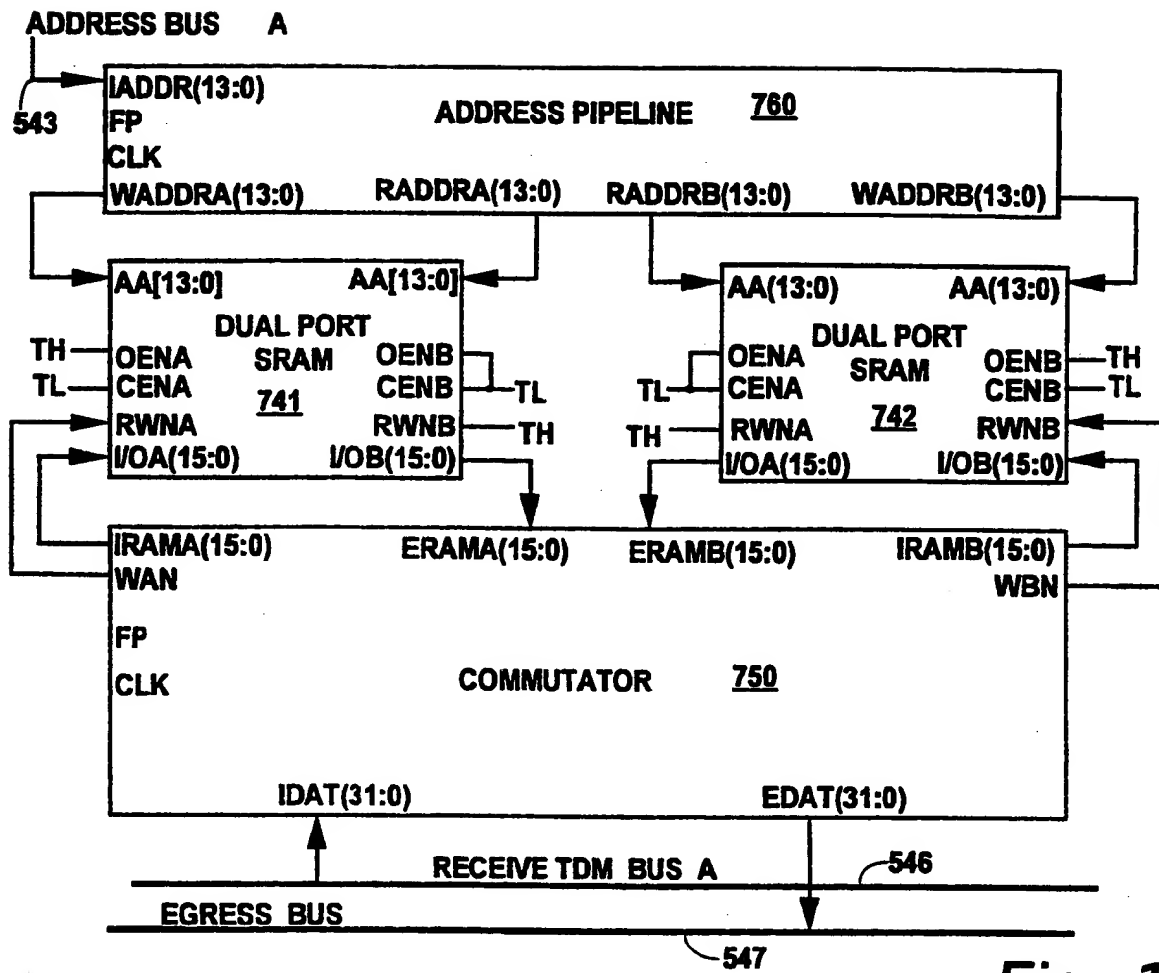 ADDRESS BUS A
543
IADDR(13:0)
FP
CLK
ADDRESS PIPELINE 760
WADDRA(13:0) RADDRA(13:0) RADDRB(13:0) WADDRB(13:0)
AA[13:0] AA[13:0]
DUAL PORT
SRAM
741
TH OENA OENB
TL CENA CENB TL
RWNA RWNB TH
I/OA(15:0) I/OB(15:0)
AA(13:0) AA(13:0)
DUAL PORT
SRAM
742
OENA OENB TH
TL CENA CENB TL
TH RWNA RWNB
I/OA(15:0) I/OB(15:0)
IRAMA(15:0) ERAMA(15:0) ERAMB(15:0) IRAMB(15:0)
WAN WBN
FP
CLK
COMMUTATOR 750
IDAT(31:0) EDAT(31:0)
RECEIVE TDM BUS A 546
EGRESS BUS
547